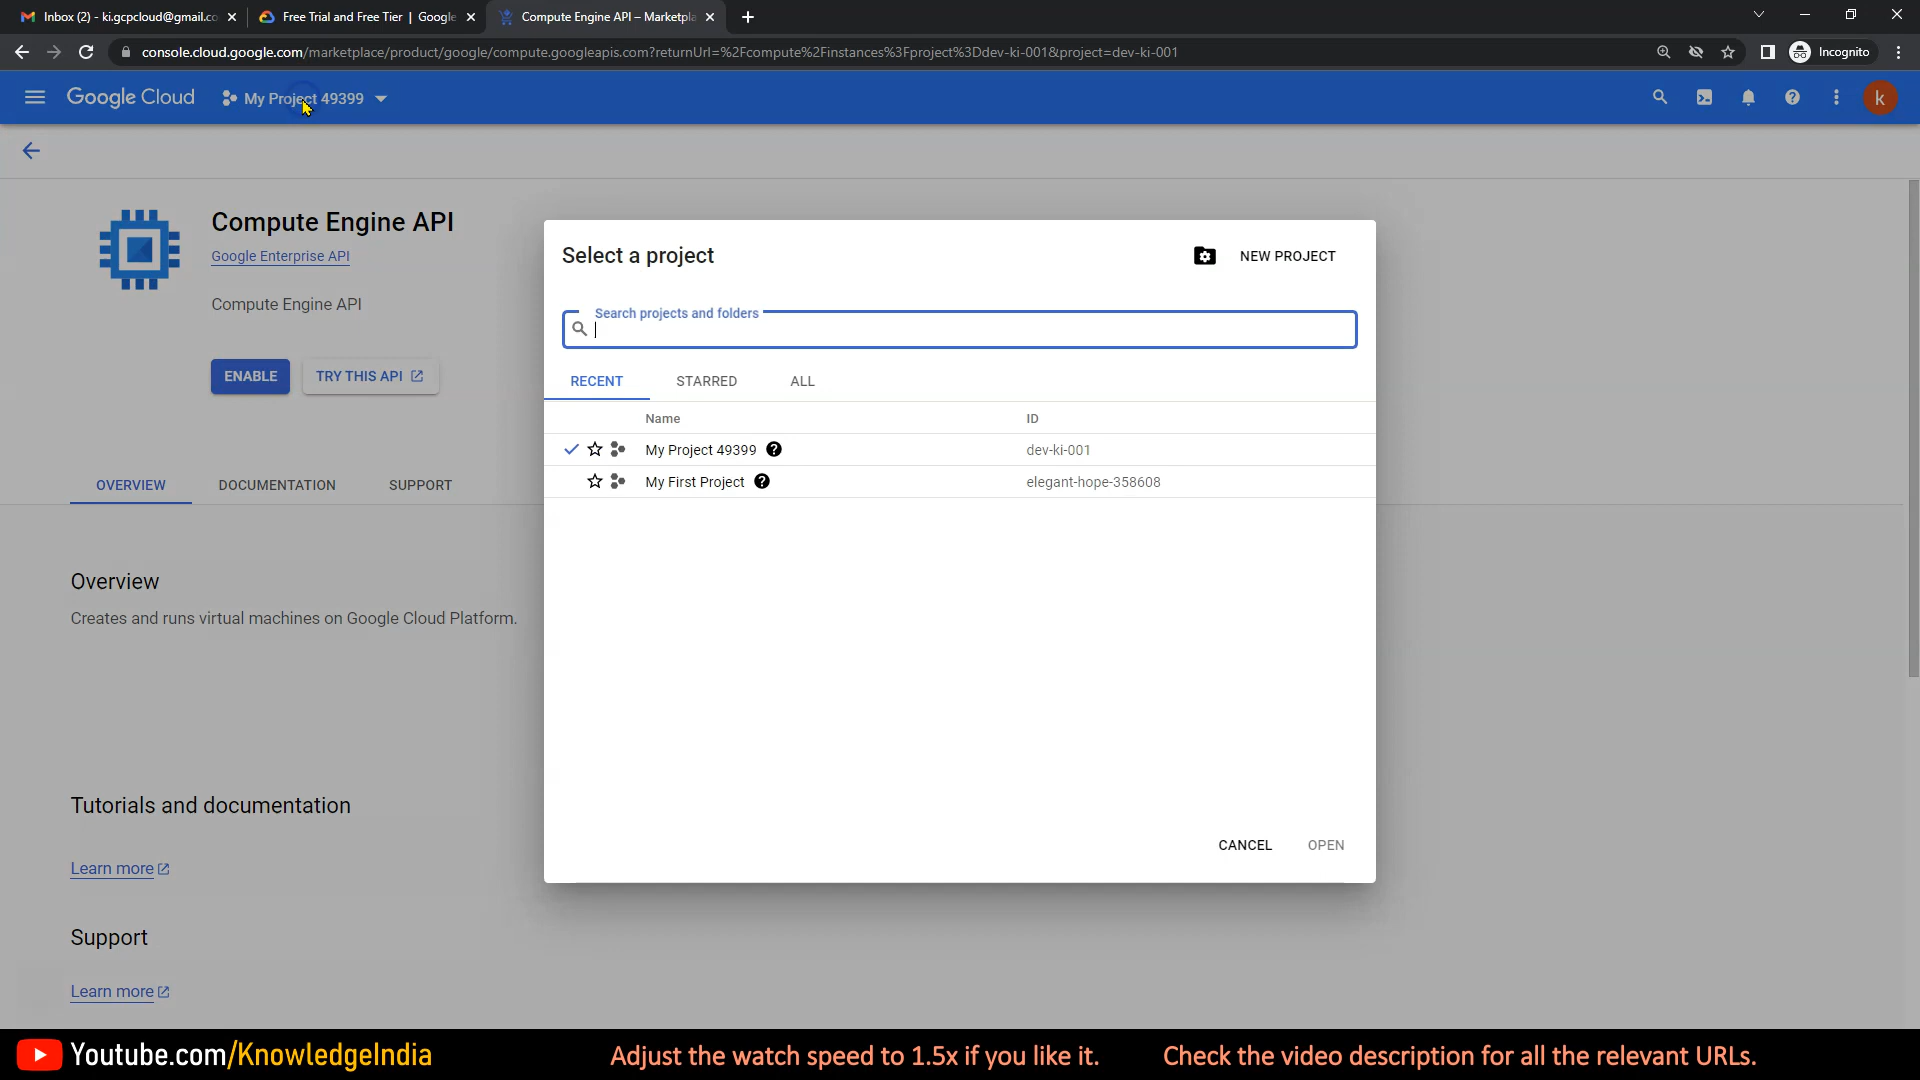 Inbox (2) - ki.gcpcloud@gmail.co
Free Trial and Free Tier | Google
Compute Engine API – Marketpla
console.cloud.google.com/marketplace/product/google/compute.googleapis.com?returnUrl=%2Fcompute%2Finstances%3Fproject%3Ddev-ki-001&project=dev-ki-001
Incognito
Google Cloud
My Project 49399
k
Compute Engine API
Google Enterprise API
Compute Engine API
ENABLE
TRY THIS API
OVERVIEW
DOCUMENTATION
SUPPORT
Overview
Creates and runs virtual machines on Google Cloud Platform.
Tutorials and documentation
Learn more
Support
Learn more
Select a project
NEW PROJECT
Search projects and folders
RECENT
STARRED
ALL
Name
ID
My Project 49399
dev-ki-001
My First Project
elegant-hope-358608
CANCEL
OPEN
Youtube.com/KnowledgeIndia
Adjust the watch speed to 1.5x if you like it.
Check the video description for all the relevant URLs.